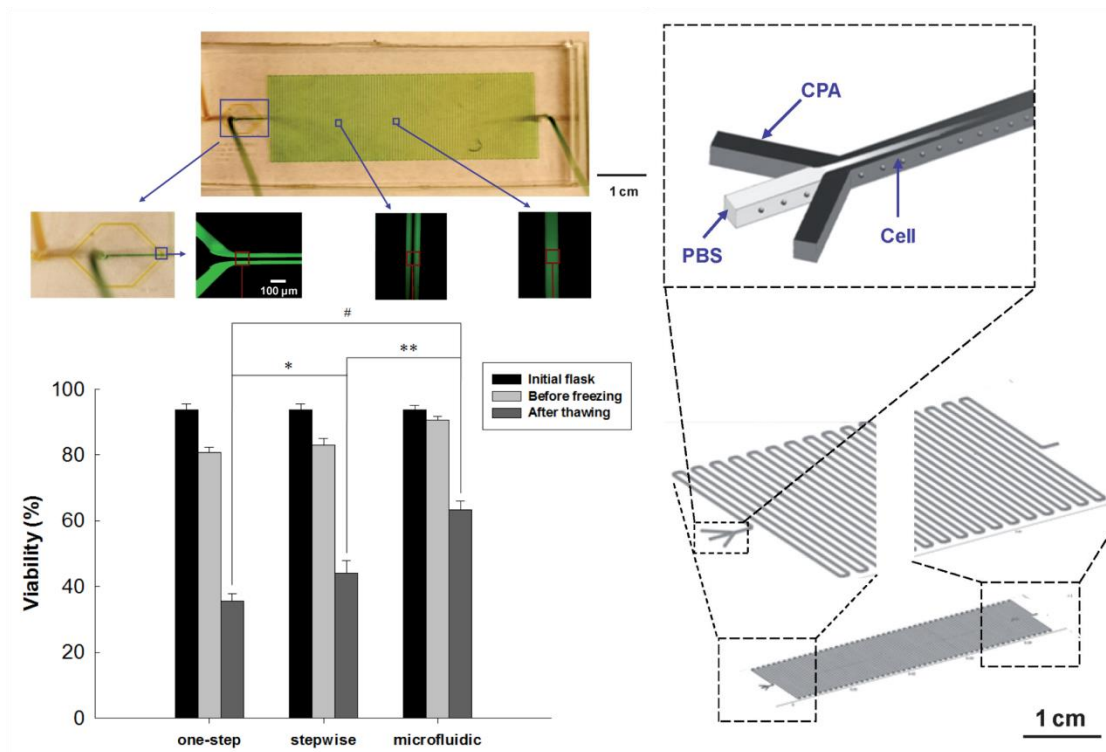 1 cm
100 µm
#
*
**
Viability (%)
100
80
60
40
20
0
Initial flask
Before freezing
After thawing
one-step
stepwise
microfluidic
CPA
PBS
Cell
1 cm